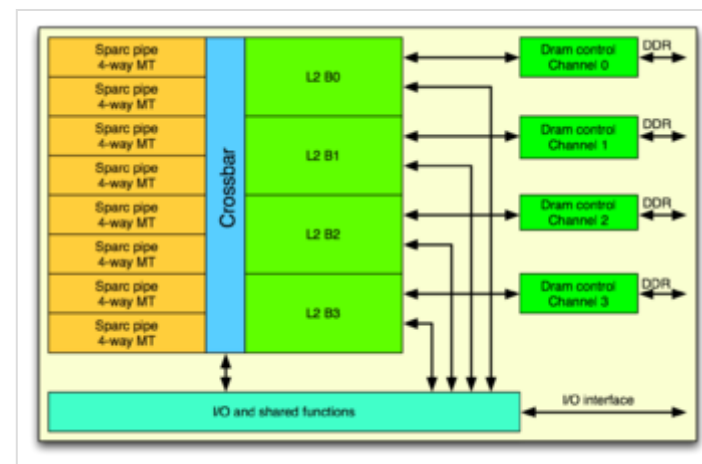 Sparc pipe
4-way MT
Sparc pipe
4-way MT
Sparc pipe
4-way MT
Sparc pipe
4-way MT
Sparc pipe
4-way MT
Sparc pipe
4-way MT
Sparc pipe
4-way MT
Sparc pipe
4-way MT
Crossbar
L2 B0
L2 B1
L2 B2
L2 B3
Dram control
Channel 0
DDR
Dram control
Channel 1
DDR
Dram control
Channel 2
DDR
Dram control
Channel 3
DDR
I/O and shared functions
I/O interface